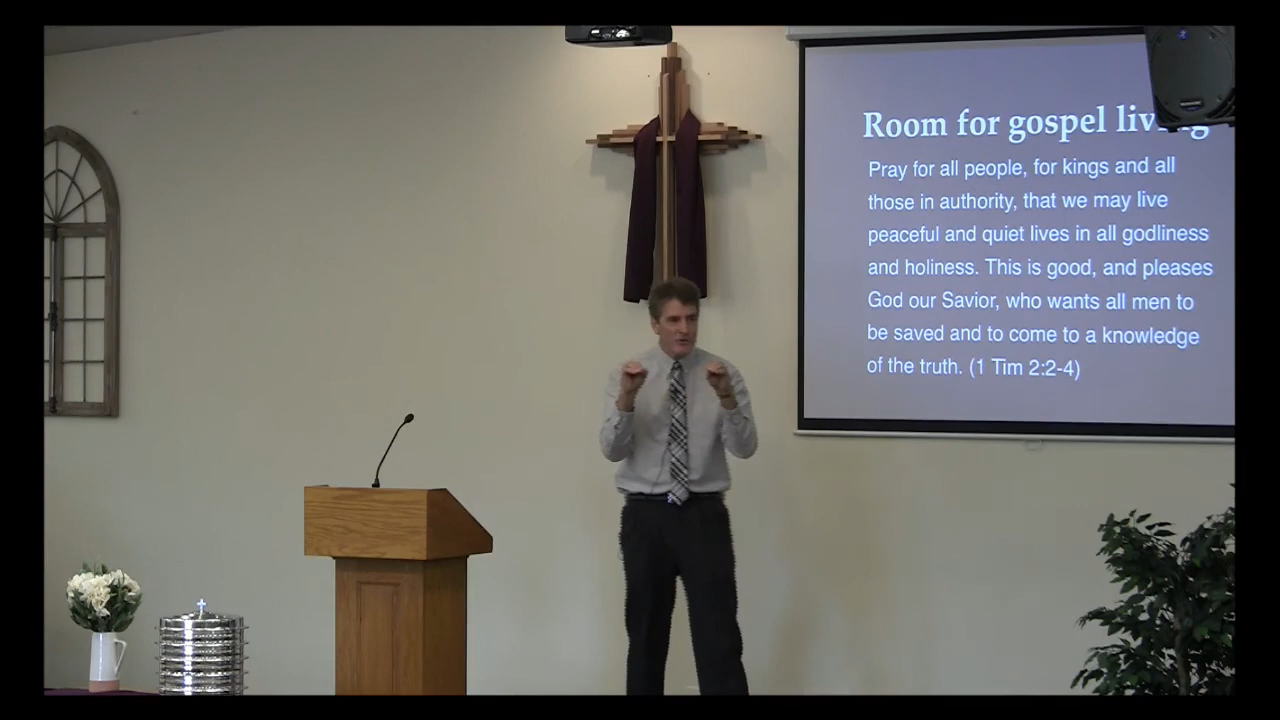 Room for gospel living
Pray for all people, for kings and all
those in authority, that we may live
peaceful and quiet lives in all godliness
and holiness. This is good, and pleases
God our Savior, who wants all men to
be saved and to come to a knowledge
of the truth. (1 Tim 2:2-4)